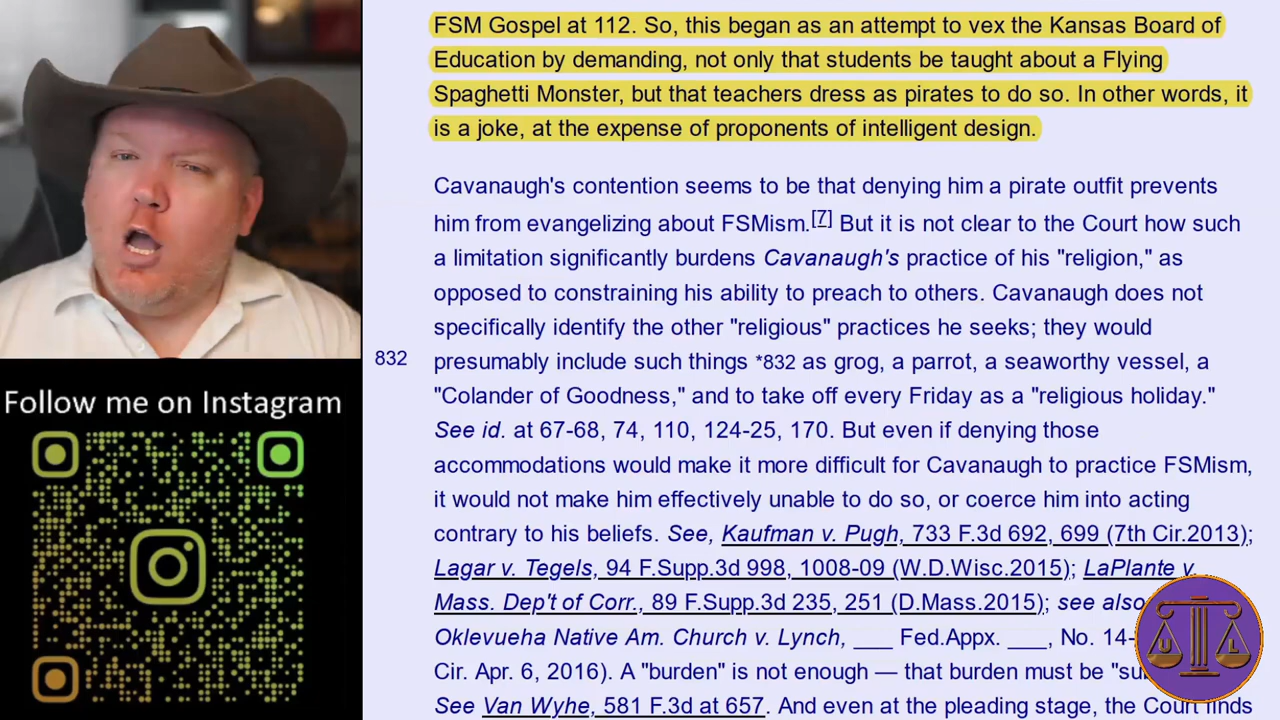 FSM Gospel at 112. So, this began as an attempt to vex the Kansas Board of
Education by demanding, not only that students be taught about a Flying
Spaghetti Monster, but that teachers dress as pirates to do so. In other words, it
is a joke, at the expense of proponents of intelligent design.
Cavanaugh's contention seems to be that denying him a pirate outfit prevents
him from evangelizing about FSMism.[7] But it is not clear to the Court how such
a limitation significantly burdens Cavanaugh's practice of his "religion," as
opposed to constraining his ability to preach to others. Cavanaugh does not
specifically identify the other "religious" practices he seeks; they would
832 presumably include such things *832 as grog, a parrot, a seaworthy vessel, a
"Colander of Goodness," and to take off every Friday as a "religious holiday."
See id. at 67-68, 74, 110, 124-25, 170. But even if denying those
accommodations would make it more difficult for Cavanaugh to practice FSMism,
it would not make him effectively unable to do so, or coerce him into acting
contrary to his beliefs. See, Kaufman v. Pugh, 733 F.3d 692, 699 (7th Cir.2013);
Lagar v. Tegels, 94 F.Supp.3d 998, 1008-09 (W.D.Wisc.2015); LaPlante v.
Mass. Dep't of Corr., 89 F.Supp.3d 235, 251 (D.Mass.2015); see also
Oklevueha Native Am. Church v. Lynch, ___ Fed.Appx. ___, No. 14-
Cir. Apr. 6, 2016). A "burden" is not enough — that burden must be "su
See Van Wyhe, 581 F.3d at 657. And even at the pleading stage, the Court finds
Follow me on Instagram
U L